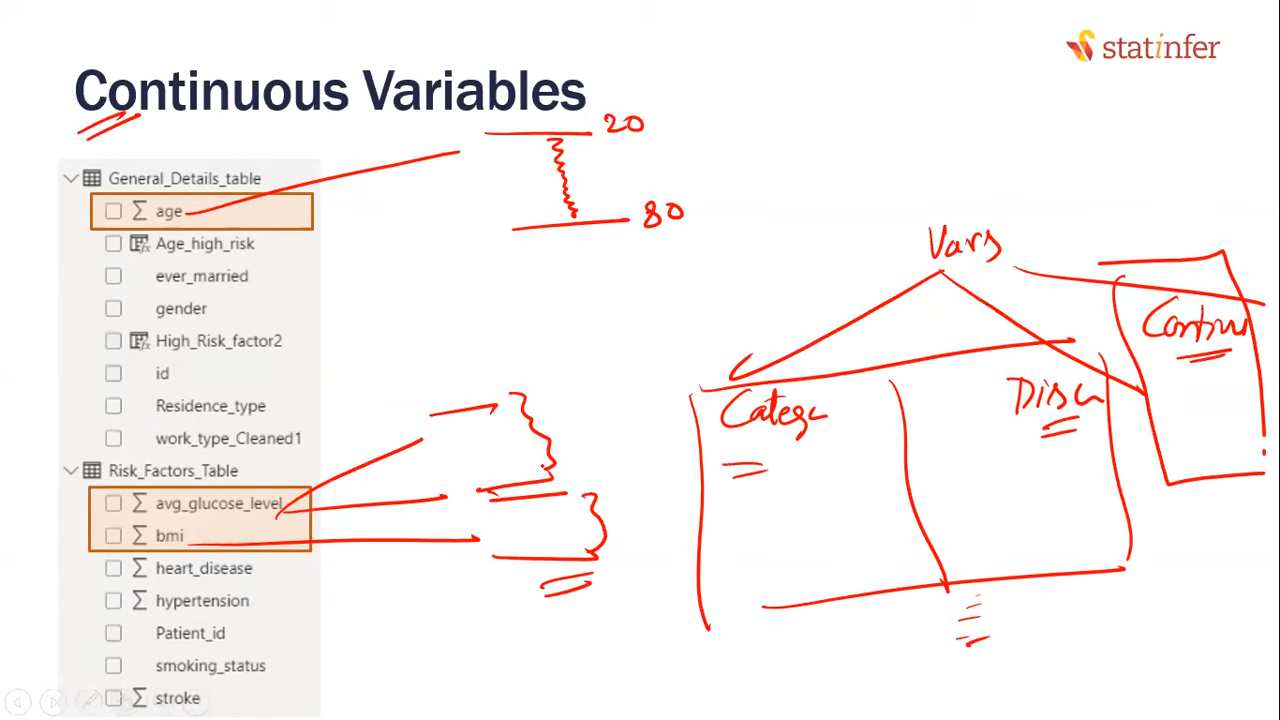 statinfer
Continuous Variables
20
80
General_Details_table
Σ age
Age_high_risk
ever_married
gender
High_Risk_factor2
id
Residence_type
work_type_Cleaned1
Risk_Factors_Table
Σ avg_glucose_level
Σ bmi
Σ heart_disease
Σ hypertension
Patient_id
smoking_status
Σ stroke
Vars
Categ
Disc